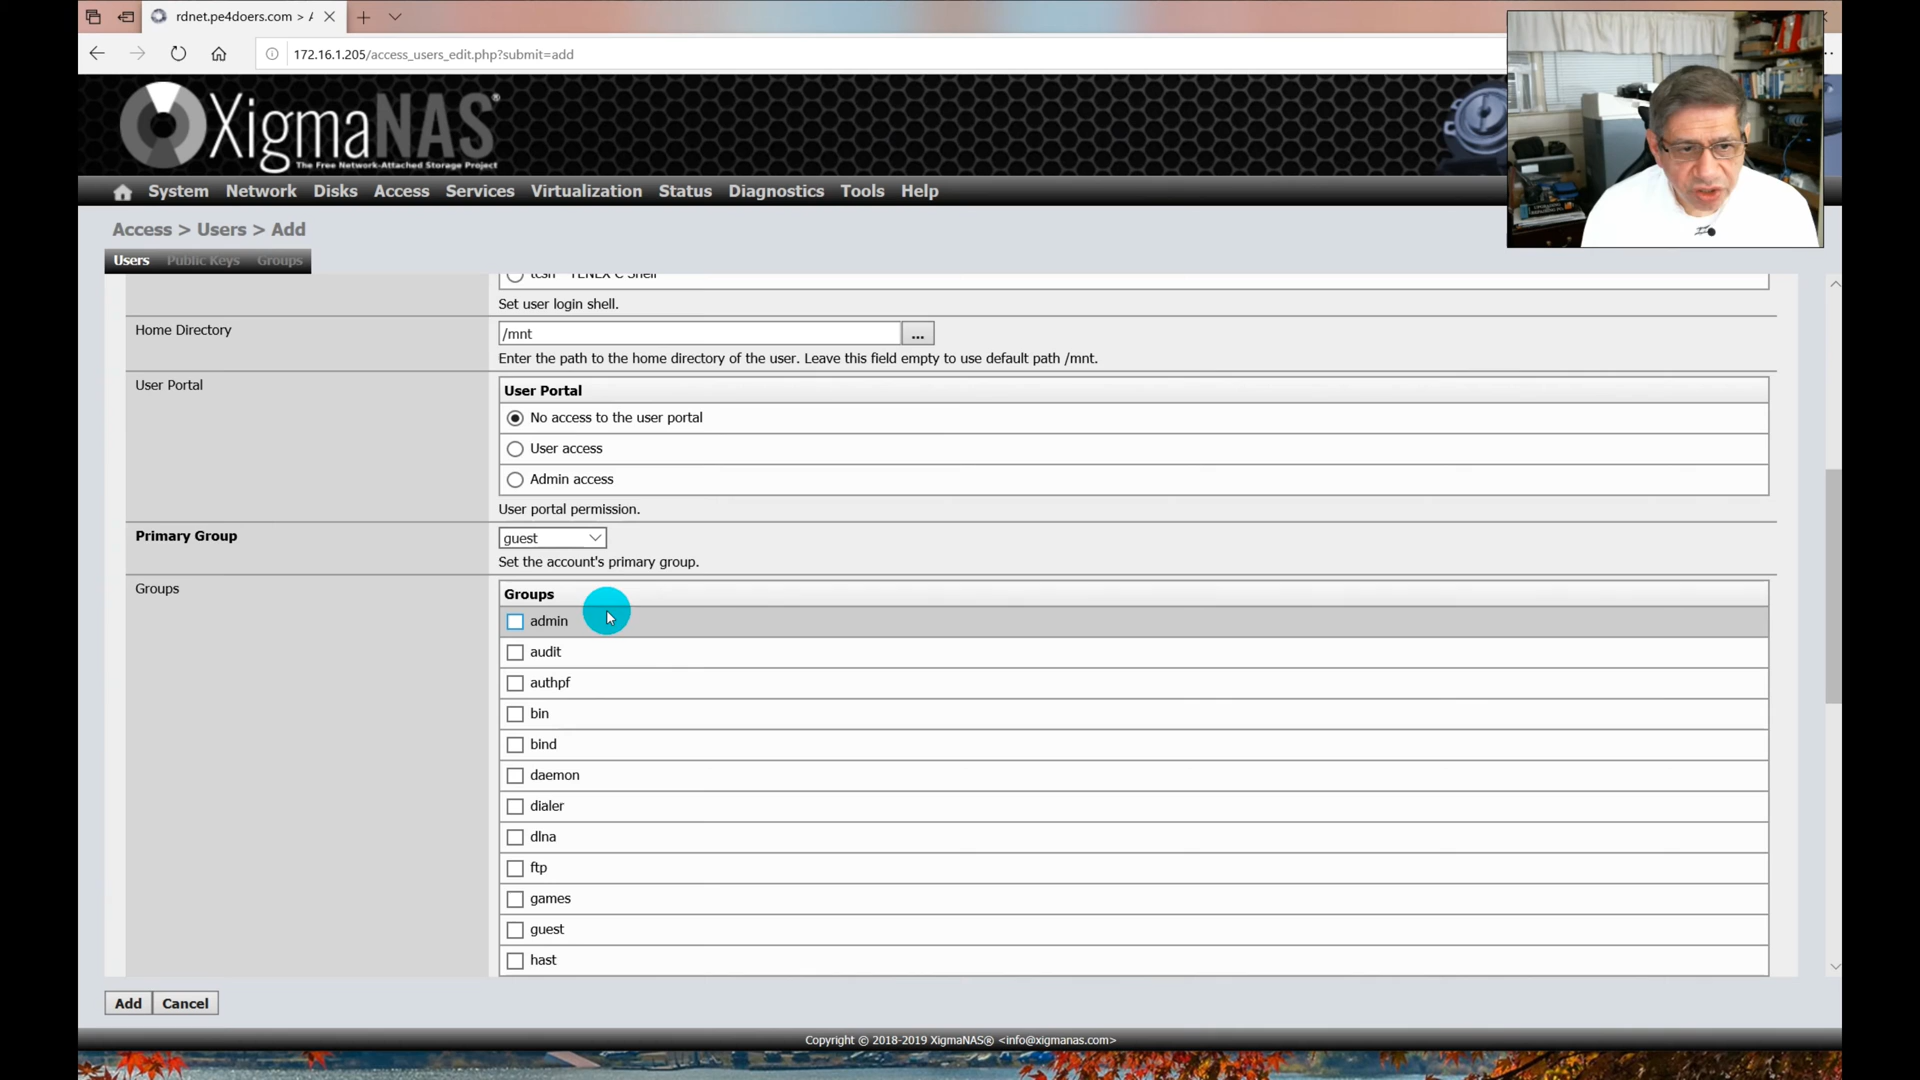 rdnet.pe4doers.com > A
172.16.1.205/access_users_edit.php?submit=add
XigmaNAS®
The Free Network-Attached Storage Project
System Network Disks Access Services Virtualization Status Diagnostics Tools Help
Access > Users > Add
Users Public Keys Groups
tcsh - TENEX C Shell
Set user login shell.
Home Directory
/mnt
...
Enter the path to the home directory of the user. Leave this field empty to use default path /mnt.
User Portal
User Portal
No access to the user portal
User access
Admin access
User portal permission.
Primary Group
guest
Set the account's primary group.
Groups
Groups
admin
audit
authpf
bin
bind
daemon
dialer
dlna
ftp
games
guest
hast
Add Cancel
Copyright © 2018-2019 XigmaNAS® <info@xigmanas.com>